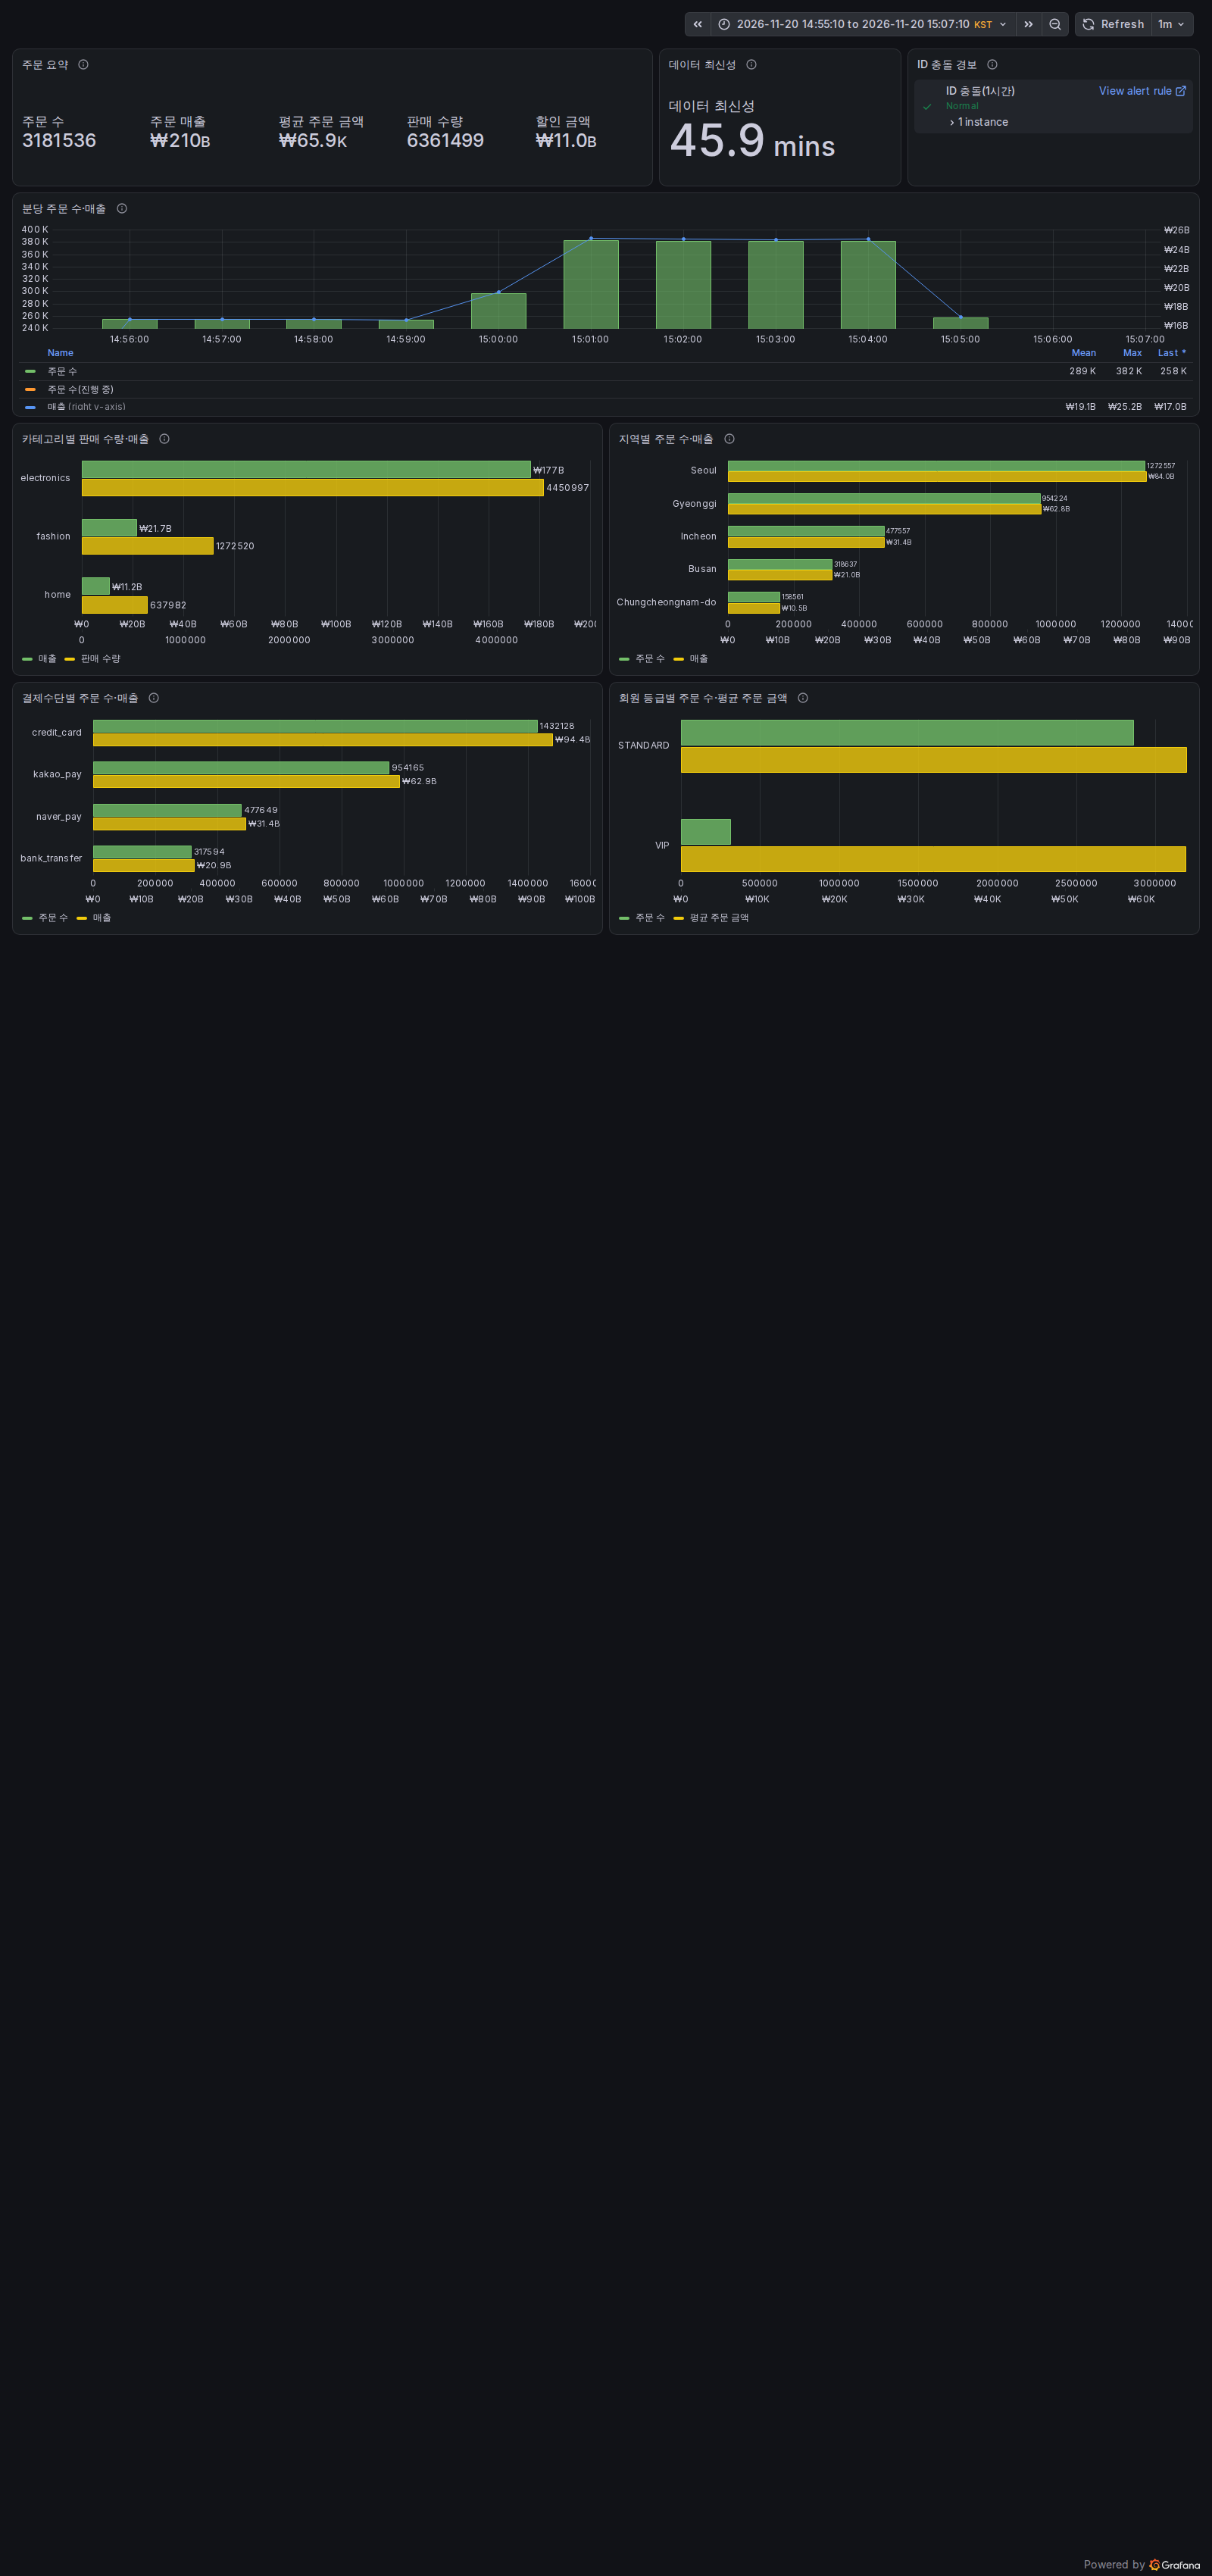 2026-11-20 14:55:10 to 2026-11-20 15:07:10 KST
Refresh 1m
주문 요약
주문 수
3181536
주문 매출
₩210B
평균 주문 금액
₩65.9K
판매 수량
6361499
할인 금액
₩11.0B
데이터 최신성
데이터 최신성
45.9 mins
ID 충돌 경보
ID 충돌(1시간)
View alert rule
Normal
1 instance
분당 주문 수·매출
400 K
380 K
360 K
340 K
320 K
300 K
280 K
260 K
240 K
₩26B
₩24B
₩22B
₩20B
₩18B
₩16B
14:56:00 14:57:00 14:58:00 14:59:00 15:00:00 15:01:00 15:02:00 15:03:00 15:04:00 15:05:00 15:06:00 15:07:00
Name Mean Max Last *
주문 수 289 K 382 K 258 K
주문 수(진행 중)
매출 (right y-axis) ₩19.1B ₩25.2B ₩17.0B
카테고리별 판매 수량·매출
electronics ₩177B
4450997
fashion ₩21.7B
1272520
home ₩11.2B
637982
₩0 ₩20B ₩40B ₩60B ₩80B ₩100B ₩120B ₩140B ₩160B ₩180B ₩200
0 1000000 2000000 3000000 4000000
매출 판매 수량
지역별 주문 수·매출
Seoul 1272557
₩84.0B
Gyeonggi 954224
₩62.8B
Incheon 477557
₩31.4B
Busan 318637
₩21.0B
Chungcheongnam-do 158561
₩10.5B
0 200000 400000 600000 800000 1000000 1200000 14000
₩0 ₩10B ₩20B ₩30B ₩40B ₩50B ₩60B ₩70B ₩80B ₩90B
주문 수 매출
결제수단별 주문 수·매출
credit_card 1432128
₩94.4B
kakao_pay 954165
₩62.9B
naver_pay 477649
₩31.4B
bank_transfer 317594
₩20.9B
0 200000 400000 600000 800000 1000000 1200000 1400000 16000
₩0 ₩10B ₩20B ₩30B ₩40B ₩50B ₩60B ₩70B ₩80B ₩90B ₩100B
주문 수 매출
회원 등급별 주문 수·평균 주문 금액
STANDARD
VIP
0 500000 1000000 1500000 2000000 2500000 3000000
₩0 ₩10K ₩20K ₩30K ₩40K ₩50K ₩60K
주문 수 평균 주문 금액
Powered by Grafana